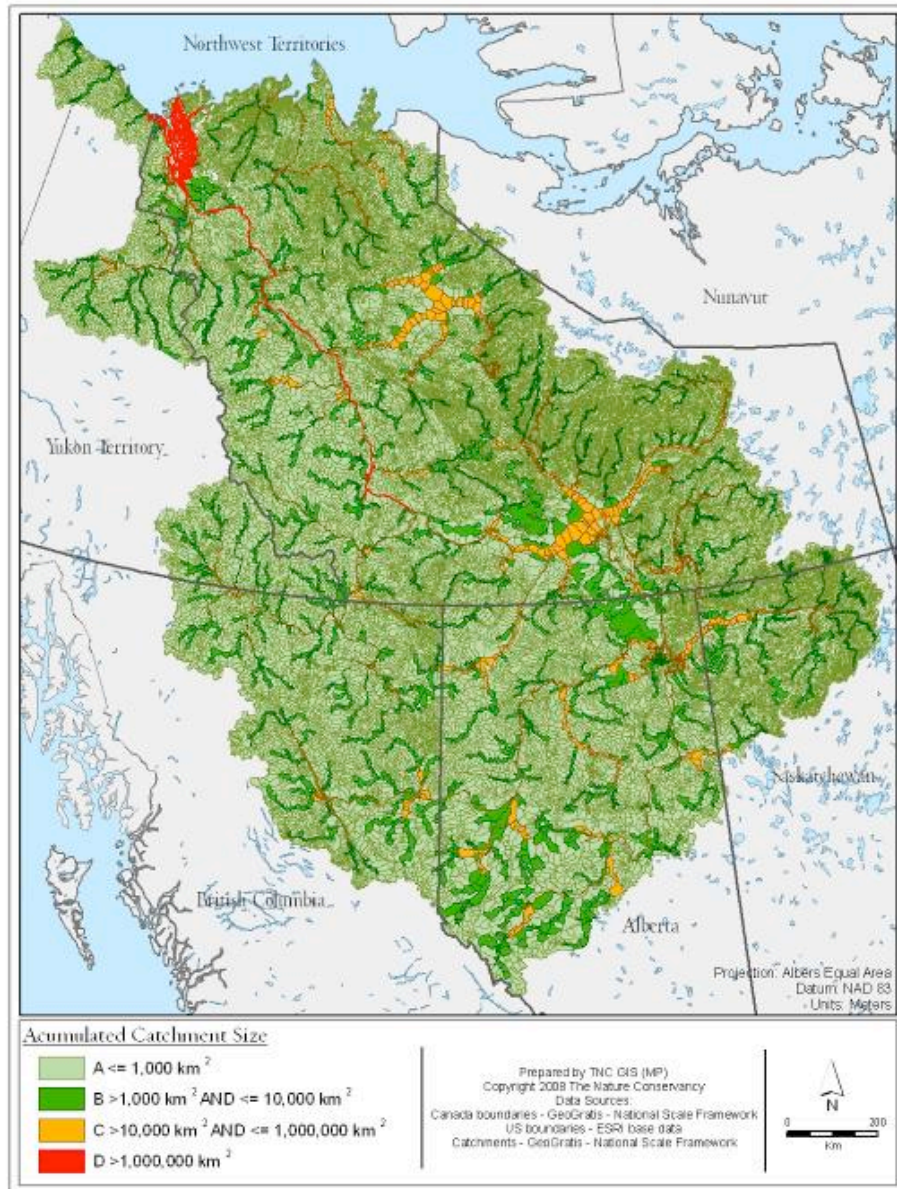 Northwest Territories
Nunavut
Yukon Territory
Saskatchewan
British Columbia
Alberta
Projection: Albers Equal Area
Datum: NAD 83
Units: Meters
Acumulated Catchment Size
A <= 1,000 km 2
B >1,000 km 2 AND <= 10,000 km 2
C >10,000 km 2 AND <= 1,000,000 km 2
D >1,000,000 km 2
Prepared by TNC GIS (MP)
Copyright 2008 The Nature Conservancy
Data Sources:
Canada boundaries - GeoGratis - National Scale Framework
US boundaries - ESRI base data
Catchments - GeoGratis - National Scale Framework
N
0 200
Km